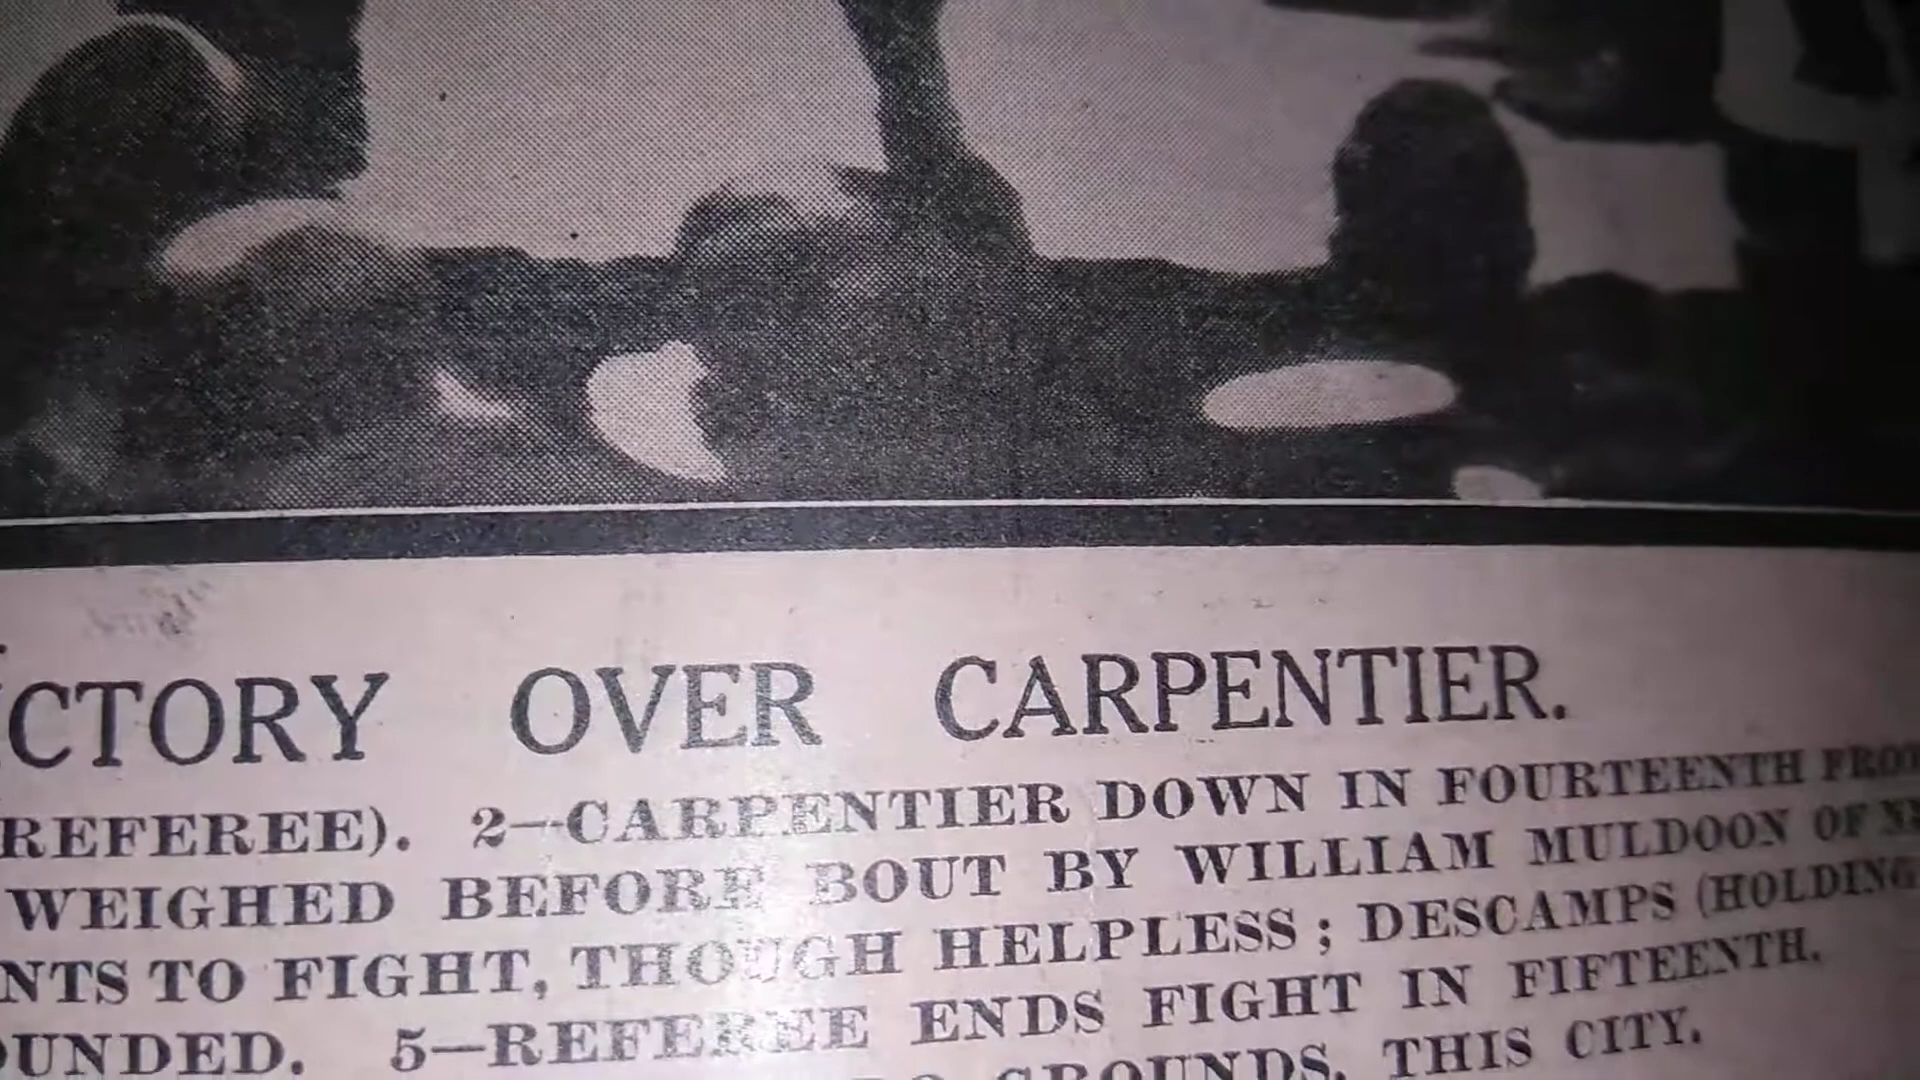 CTORY OVER CARPENTIER.
REFEREE). 2—CARPENTIER DOWN IN FOURTEENTH FROM
WEIGHED BEFORE BOUT BY WILLIAM MULDOON OF
NTS TO FIGHT, THOUGH HELPLESS; DESCAMPS (HOLDING
OUNDED. 5—REFEREE ENDS FIGHT IN FIFTEENTH.
GROUNDS, THIS CITY.